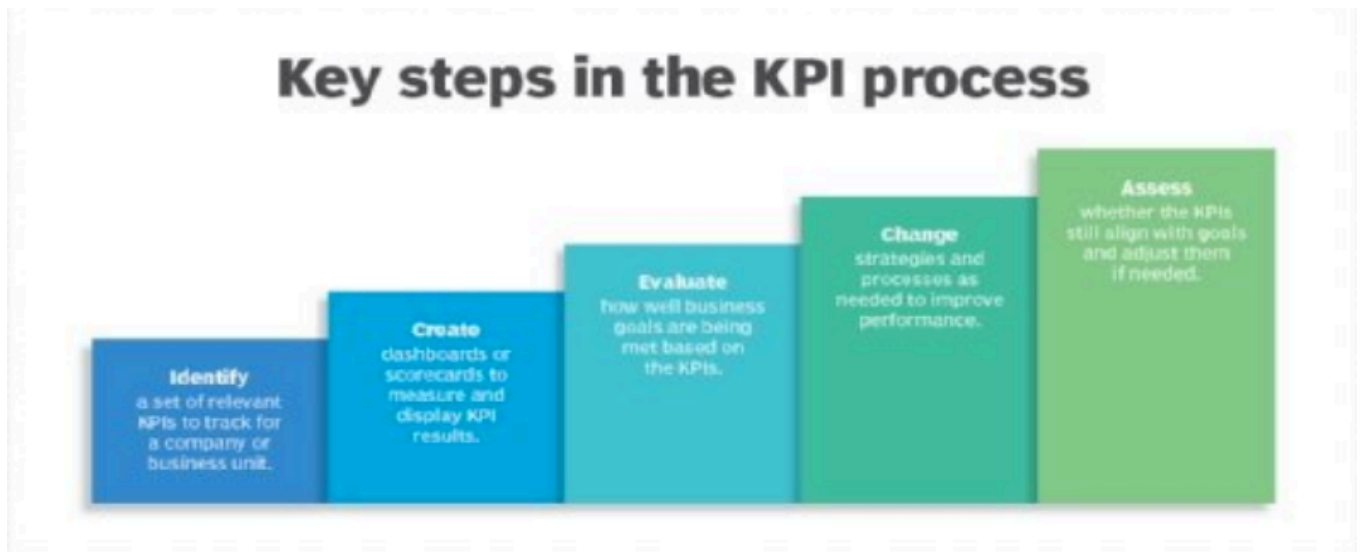 Key steps in the KPI process
Identify
a set of relevant
KPIs to track for
a company or
business unit.
Create
dashboards or
scorecards to
measure and
display KPI
results.
Evaluate
how well business
goals are being
met based on
the KPIs.
Change
strategies and
processes as
needed to improve
performance.
Assess
whether the KPIs
still align with goals
and adjust them
if needed.